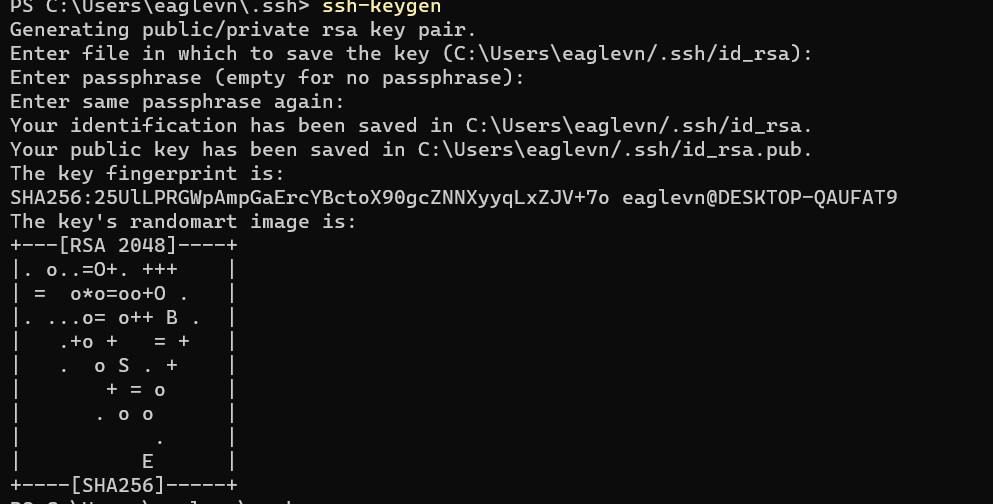 PS C:\Users\eaglevn\.ssh> ssh-keygen
Generating public/private rsa key pair.
Enter file in which to save the key (C:\Users\eaglevn/.ssh/id_rsa):
Enter passphrase (empty for no passphrase):
Enter same passphrase again:
Your identification has been saved in C:\Users\eaglevn/.ssh/id_rsa.
Your public key has been saved in C:\Users\eaglevn/.ssh/id_rsa.pub.
The key fingerprint is:
SHA256:25UlLPRGWpAmpGaErcYBctoX90gcZNNXyyqLxZJV+7o eaglevn@DESKTOP-QAUFAT9
The key's randomart image is:
+---[RSA 2048]----+
|. o..=O+. +++    |
| =  o*o=oo+O .   |
|. ...o= o++ B .  |
|   .+o +   = +   |
|   .  o S . +    |
|       + = o     |
|      . o o      |
|           .     |
|          E      |
+----[SHA256]-----+